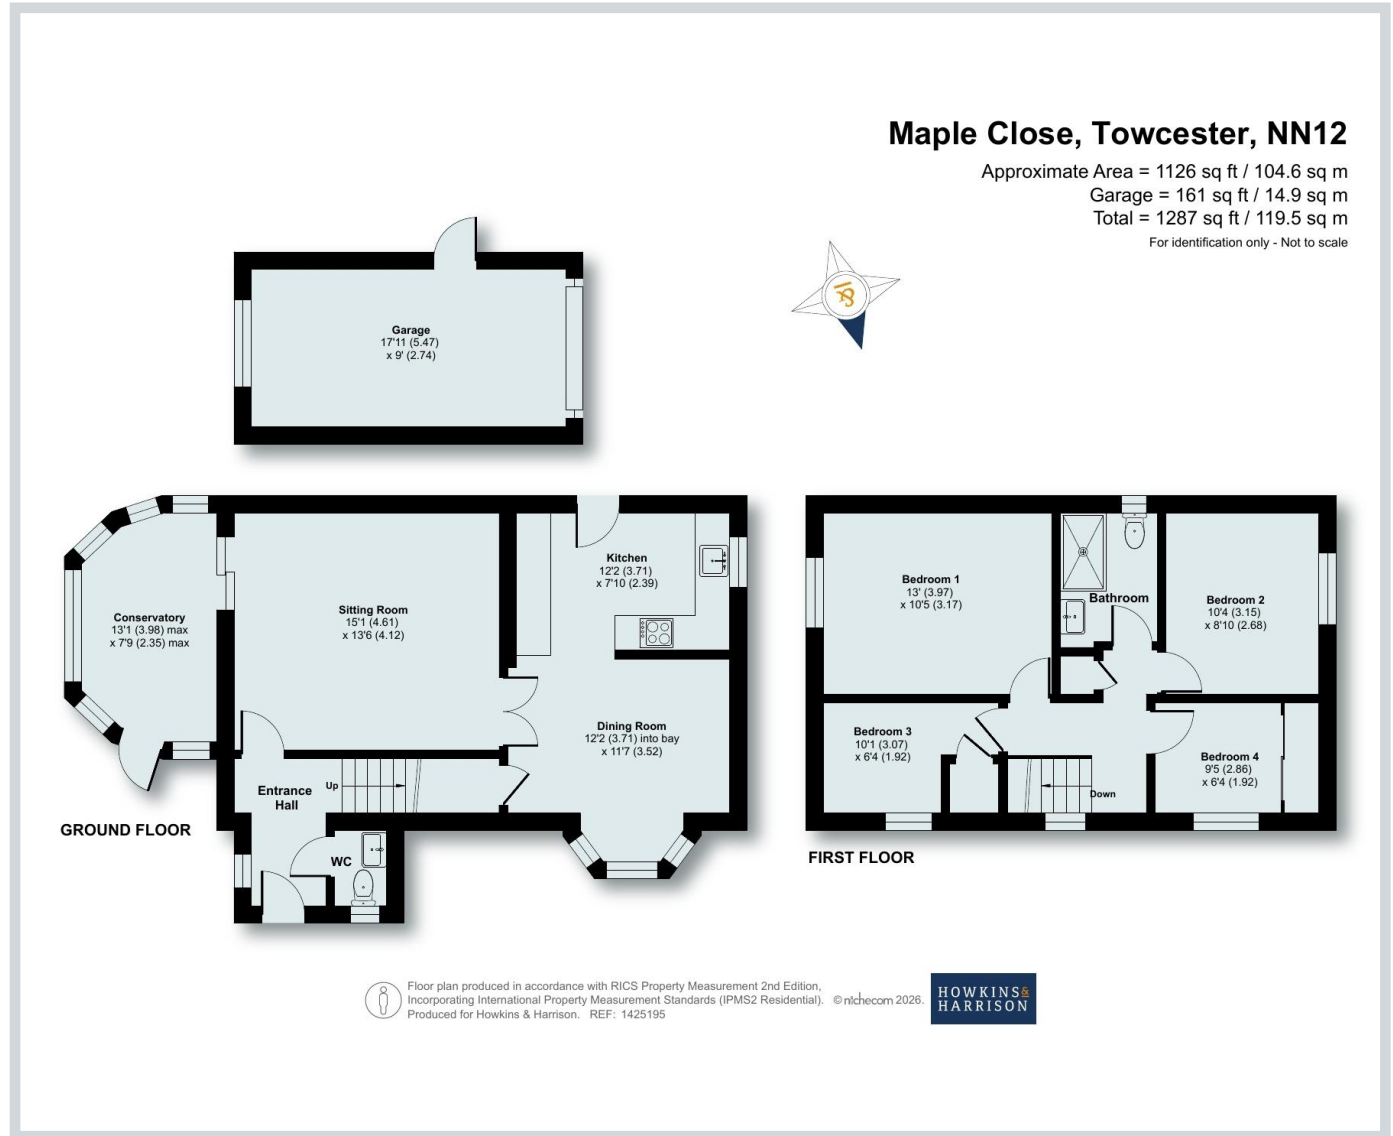 Maple Close, Towcester, NN12
Approximate Area = 1126 sq ft / 104.6 sq m
Garage = 161 sq ft / 14.9 sq m
Total = 1287 sq ft / 119.5 sq m
For identification only - Not to scale
Garage
17'11 (5.47)
x 9' (2.74)
Conservatory
13'1 (3.98) max
x 7'9 (2.35) max
Sitting Room
15'1 (4.61)
x 13'6 (4.12)
Kitchen
12'2 (3.71)
x 7'10 (2.39)
Dining Room
12'2 (3.71) into bay
x 11'7 (3.52)
Entrance
Hall
Up
WC
GROUND FLOOR
Bedroom 1
13' (3.97)
x 10'5 (3.17)
Bathroom
Bedroom 2
10'4 (3.15)
x 8'10 (2.68)
Bedroom 3
10'1 (3.07)
x 6'4 (1.92)
Bedroom 4
9'5 (2.86)
x 6'4 (1.92)
Down
FIRST FLOOR
Floor plan produced in accordance with RICS Property Measurement 2nd Edition,
Incorporating International Property Measurement Standards (IPMS2 Residential). © nichecom 2026.
Produced for Howkins & Harrison. REF: 1425195
HOWKINS&
HARRISON